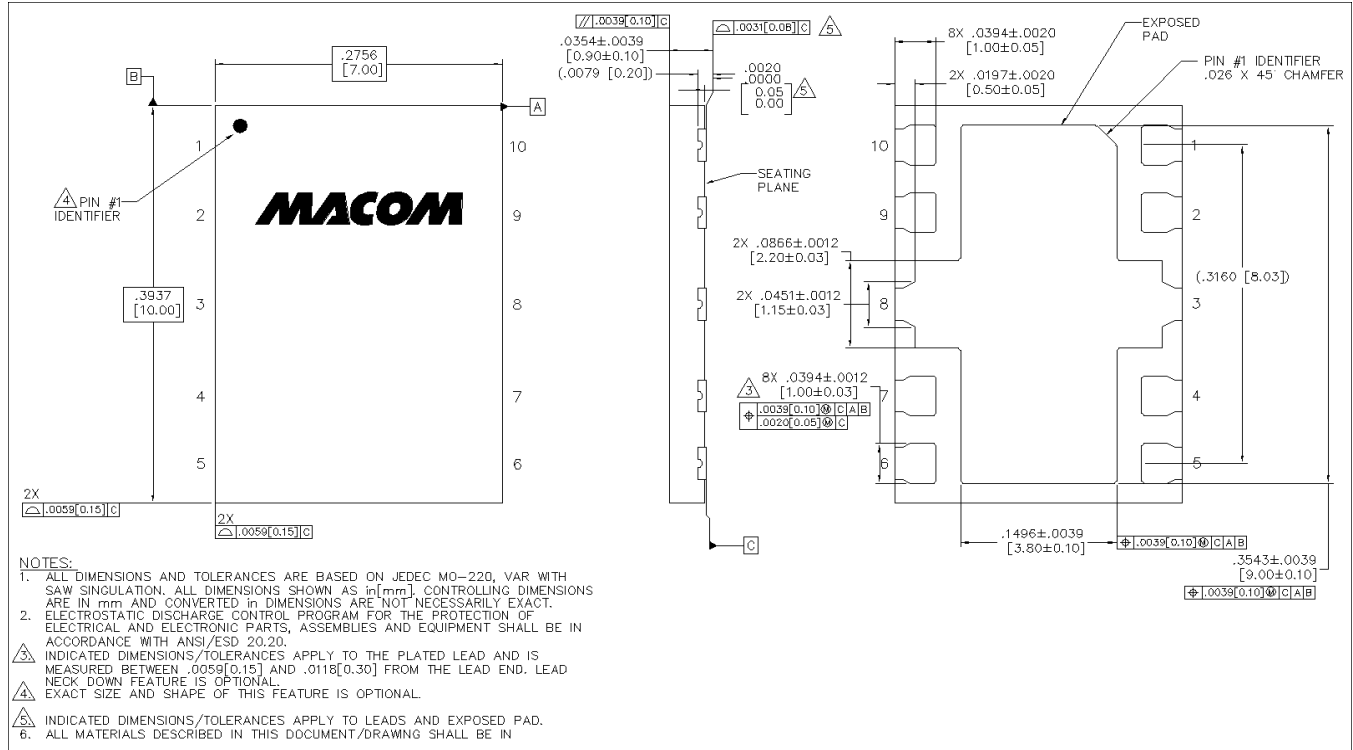 // .0039[0.10] C
.0031[0.08] C 5
.2756
[7.00]
.0354±.0039
[0.90±0.10]
(.0079 [0.20])
.0020
.0000
0.05
0.00
5
8X .0394±.0020
[1.00±0.05]
2X .0197±.0020
[0.50±0.05]
EXPOSED
PAD
PIN #1 IDENTIFIER
.026 X 45° CHAMFER
B
A
1
10
4 PIN #1
IDENTIFIER
MACOM
2
9
.3937
[10.00]
3
8
4
7
5
6
SEATING
PLANE
10
1
9
2
2X .0866±.0012
[2.20±0.03]
2X .0451±.0012
[1.15±0.03]
8
3
(.3160 [8.03])
3 8X .0394±.0012
[1.00±0.03]
⌖ .0039[0.10]Ⓜ C A B
.0020[0.05]Ⓜ C
7
4
6
5
2X
.0059[0.15] C
2X
.0059[0.15] C
C
.1496±.0039
[3.80±0.10]
⌖ .0039[0.10]Ⓜ C A B
.3543±.0039
[9.00±0.10]
⌖ .0039[0.10]Ⓜ C A B
NOTES:
1. ALL DIMENSIONS AND TOLERANCES ARE BASED ON JEDEC MO-220, VAR WITH
SAW SINGULATION. ALL DIMENSIONS SHOWN AS in[mm]. CONTROLLING DIMENSIONS
ARE IN mm AND CONVERTED in DIMENSIONS ARE NOT NECESSARILY EXACT.
2. ELECTROSTATIC DISCHARGE CONTROL PROGRAM FOR THE PROTECTION OF
ELECTRICAL AND ELECTRONIC PARTS, ASSEMBLIES AND EQUIPMENT SHALL BE IN
ACCORDANCE WITH ANSI/ESD 20.20.
3. INDICATED DIMENSIONS/TOLERANCES APPLY TO THE PLATED LEAD AND IS
MEASURED BETWEEN .0059[0.15] AND .0118[0.30] FROM THE LEAD END. LEAD
NECK DOWN FEATURE IS OPTIONAL.
4. EXACT SIZE AND SHAPE OF THIS FEATURE IS OPTIONAL.
5. INDICATED DIMENSIONS/TOLERANCES APPLY TO LEADS AND EXPOSED PAD.
6. ALL MATERIALS DESCRIBED IN THIS DOCUMENT/DRAWING SHALL BE IN